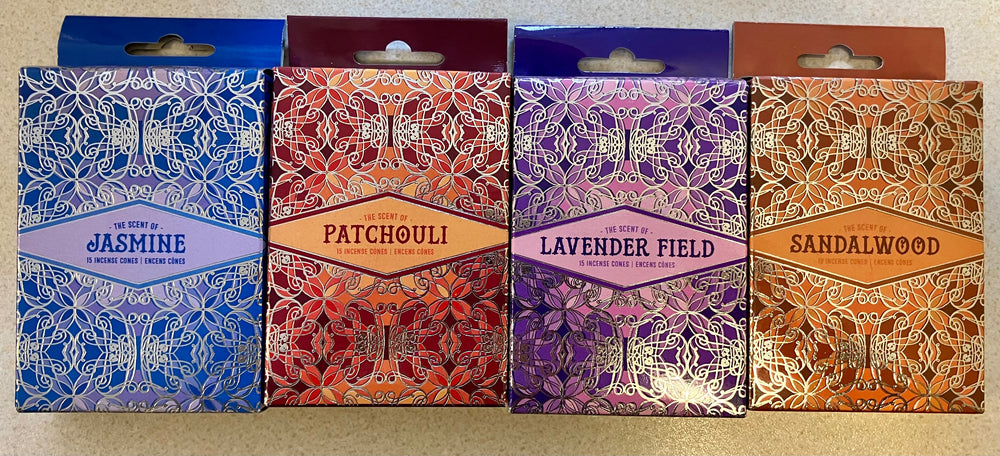 - THE SCENT OF -
JASMINE
15 INCENSE CONES | ENCENS CÔNES
- THE SCENT OF -
PATCHOULI
15 INCENSE CONES | ENCENS CÔNES
- THE SCENT OF -
LAVENDER FIELD
15 INCENSE CONES | ENCENS CÔNES
- THE SCENT OF -
SANDALWOOD
15 INCENSE CONES | ENCENS CÔNES